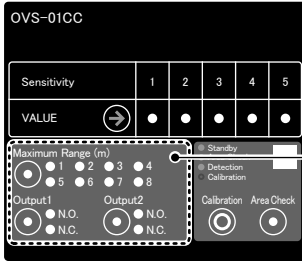 OVS-01CC
Sensitivity 1 2 3 4 5
VALUE
Maximum Range (m)
1 2 3 4
5 6 7 8
Output1 Output2
N.O. N.O.
N.C. N.C.
Standby
Detection
Calibration
Calibration Area Check